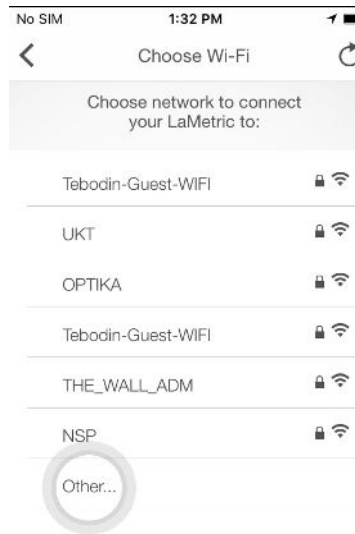 No SIM 1:32 PM
Choose Wi-Fi
Choose network to connect
your LaMetric to:
Tebodin-Guest-WIFI
UKT
OPTIKA
Tebodin-Guest-WIFI
THE_WALL_ADM
NSP
Other...